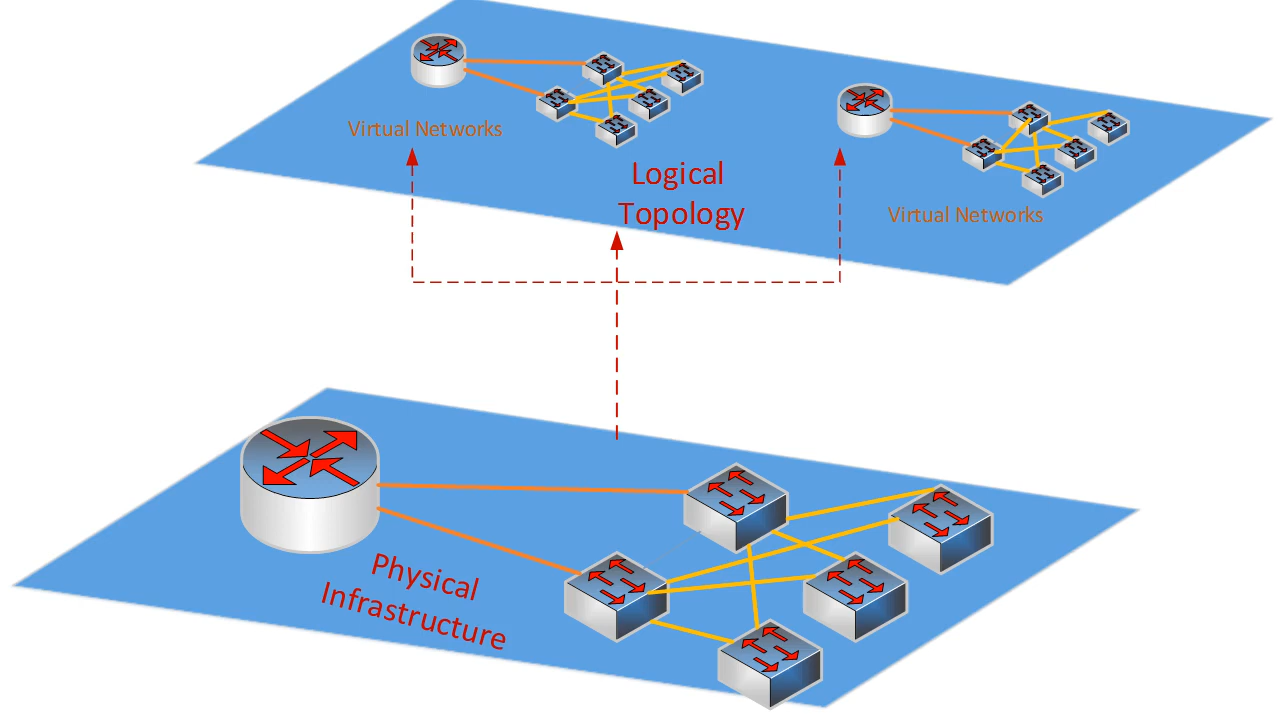 Virtual Networks
Logical
Topology
Virtual Networks
Physical
Infrastructure